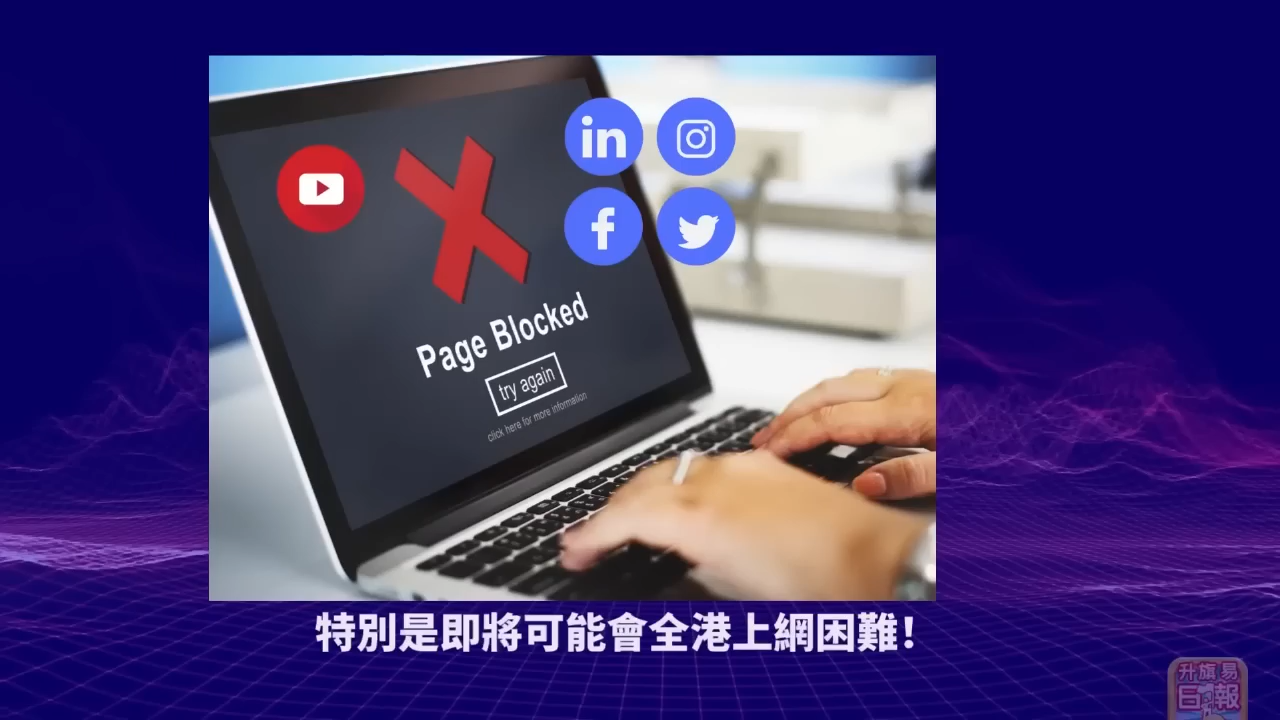 in
f
Page Blocked
try again
click here for more information
特別是即將可能會全港上網困難!
升旗易
日報